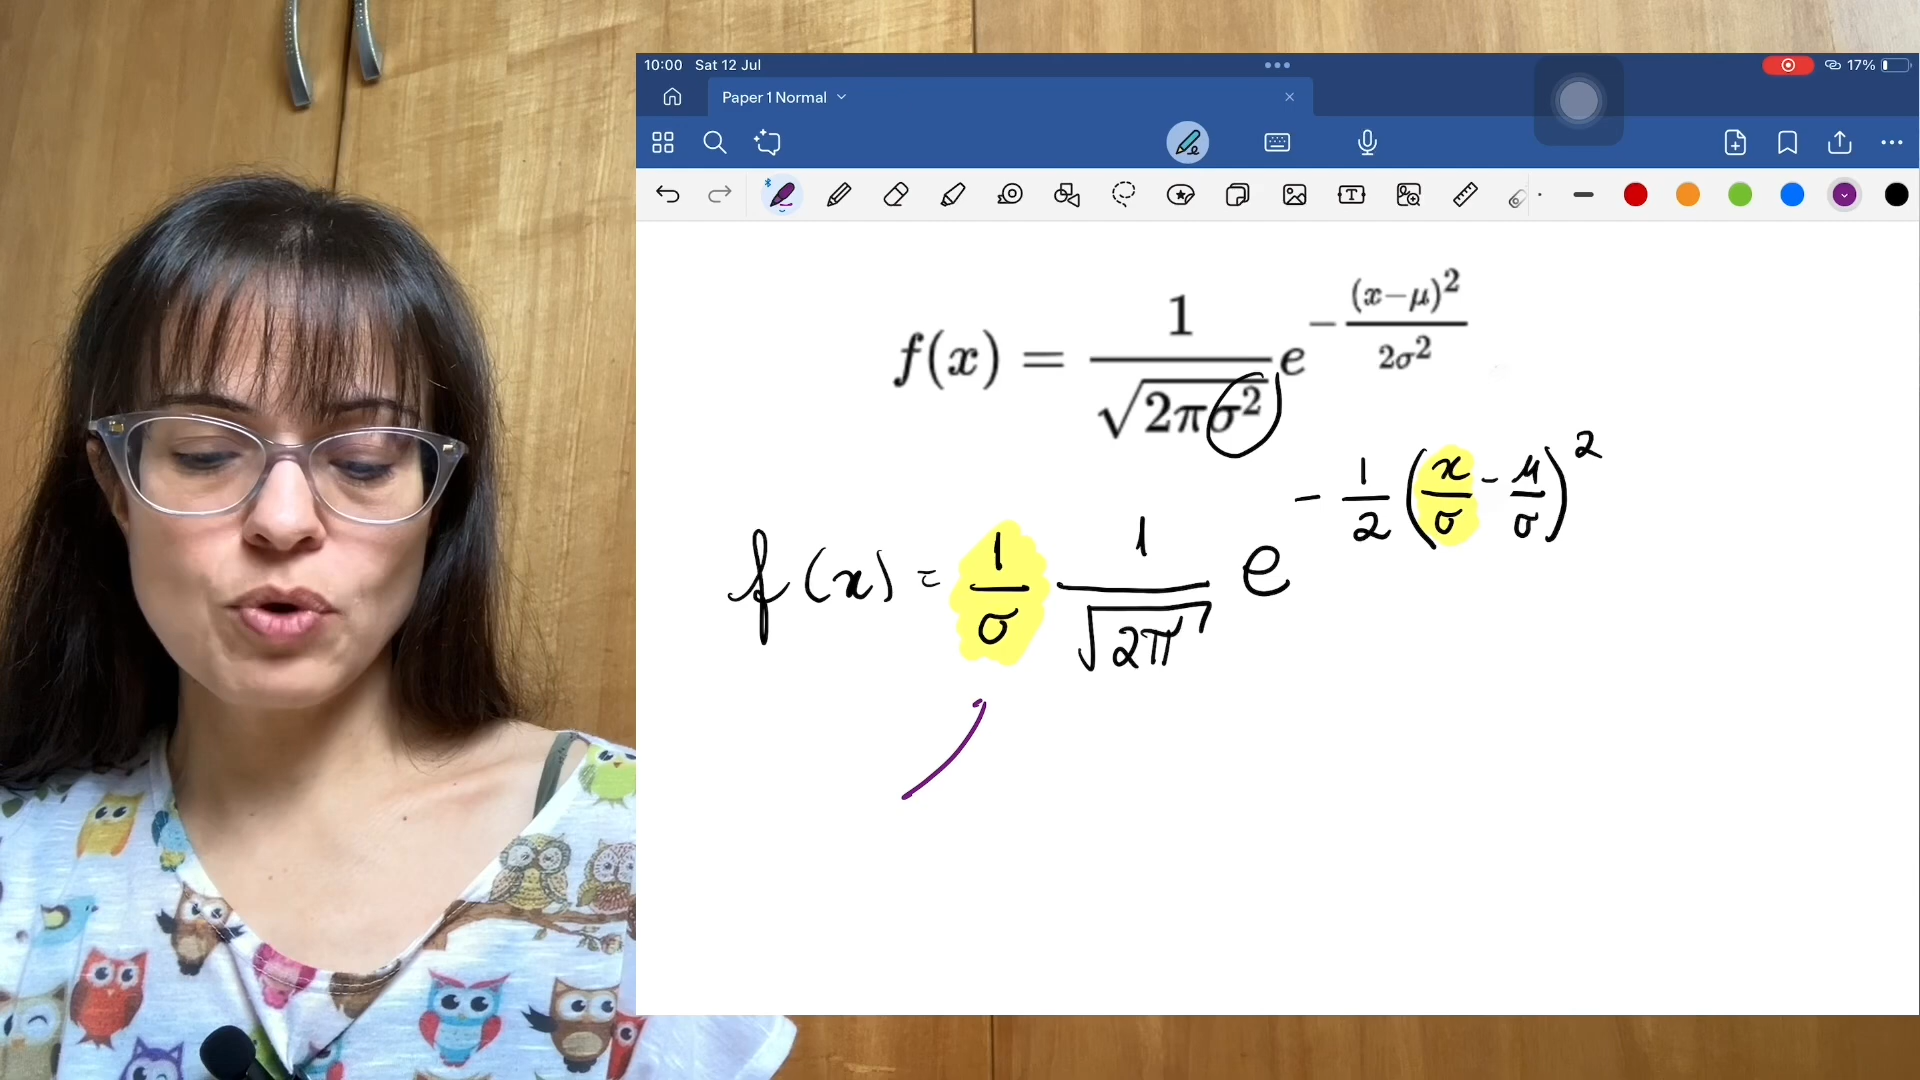 10:00 Sat 12 Jul 17%
Paper 1 Normal
f(x) = 1/√(2πσ²) e^(-(x-μ)²/(2σ²))
f(x) = 1/σ 1/√(2π) e^(-1/2 (x/σ - μ/σ)²)